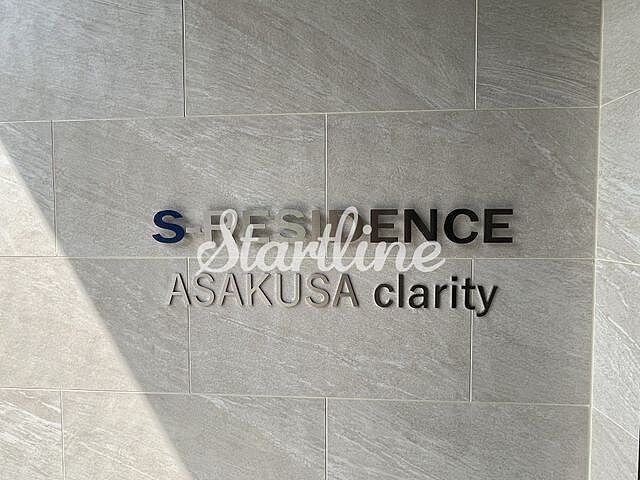 S-RESIDENCE
Startline
ASAKUSA clarity